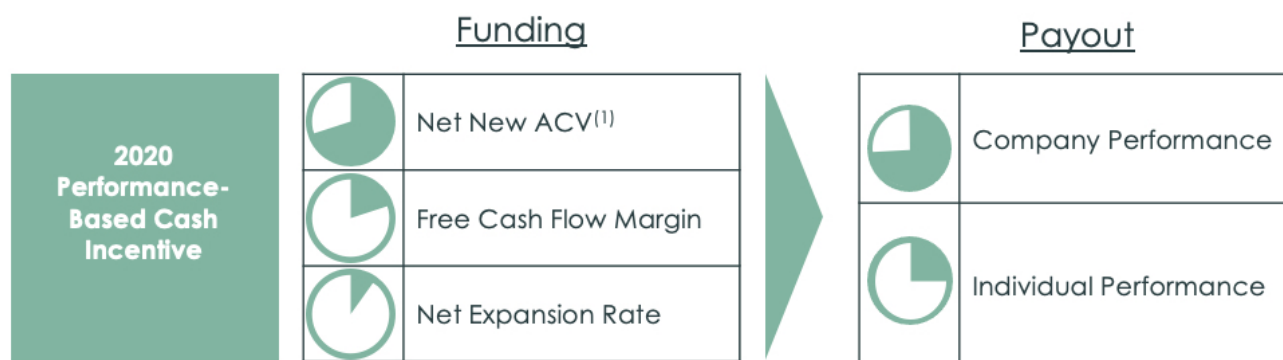 Funding
Payout
2020
Performance-
Based Cash
Incentive
Net New ACV(1)
Free Cash Flow Margin
Net Expansion Rate
Company Performance
Individual Performance